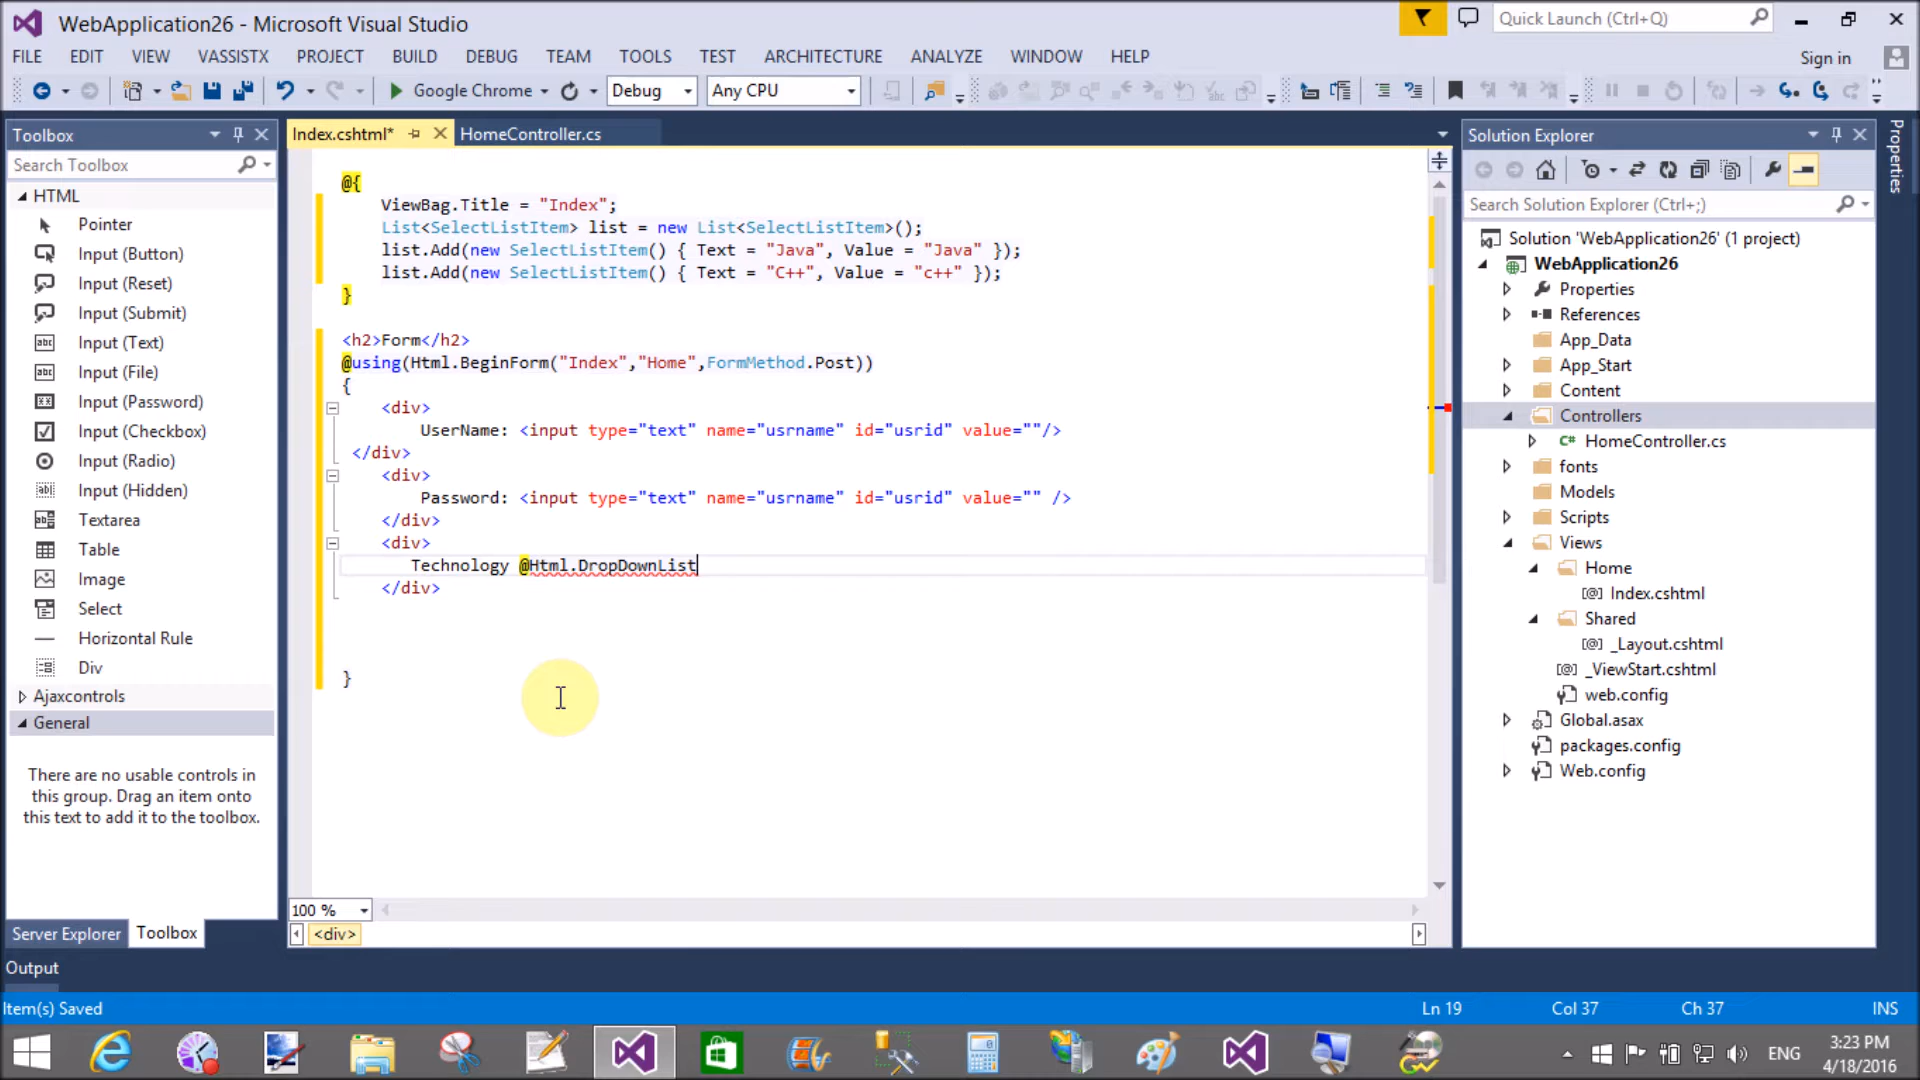 WebApplication26 - Microsoft Visual Studio
Quick Launch (Ctrl+Q)
FILE EDIT VIEW VASSISTX PROJECT BUILD DEBUG TEAM TOOLS TEST ARCHITECTURE ANALYZE WINDOW HELP
Sign in
Google Chrome Debug Any CPU
Toolbox
Search Toolbox
HTML
Pointer
Input (Button)
Input (Reset)
Input (Submit)
Input (Text)
Input (File)
Input (Password)
Input (Checkbox)
Input (Radio)
Input (Hidden)
Textarea
Table
Image
Select
Horizontal Rule
Div
Ajaxcontrols
General
There are no usable controls in
this group. Drag an item onto
this text to add it to the toolbox.
Server Explorer Toolbox
Index.cshtml* HomeController.cs
@{
ViewBag.Title = "Index";
List<SelectListItem> list = new List<SelectListItem>();
list.Add(new SelectListItem() { Text = "Java", Value = "Java" });
list.Add(new SelectListItem() { Text = "C++", Value = "c++" });
}
<h2>Form</h2>
@using(Html.BeginForm("Index","Home",FormMethod.Post))
{
<div>
UserName: <input type="text" name="usrname" id="usrid" value=""/>
</div>
<div>
Password: <input type="text" name="usrname" id="usrid" value="" />
</div>
<div>
Technology @Html.DropDownList
</div>
}
100 %
<div>
Solution Explorer
Search Solution Explorer (Ctrl+;)
Solution 'WebApplication26' (1 project)
WebApplication26
Properties
References
App_Data
App_Start
Content
Controllers
HomeController.cs
fonts
Models
Scripts
Views
Home
Index.cshtml
Shared
_Layout.cshtml
_ViewStart.cshtml
web.config
Global.asax
packages.config
Web.config
Properties
Output
Item(s) Saved
Ln 19 Col 37 Ch 37 INS
ENG
3:23 PM
4/18/2016